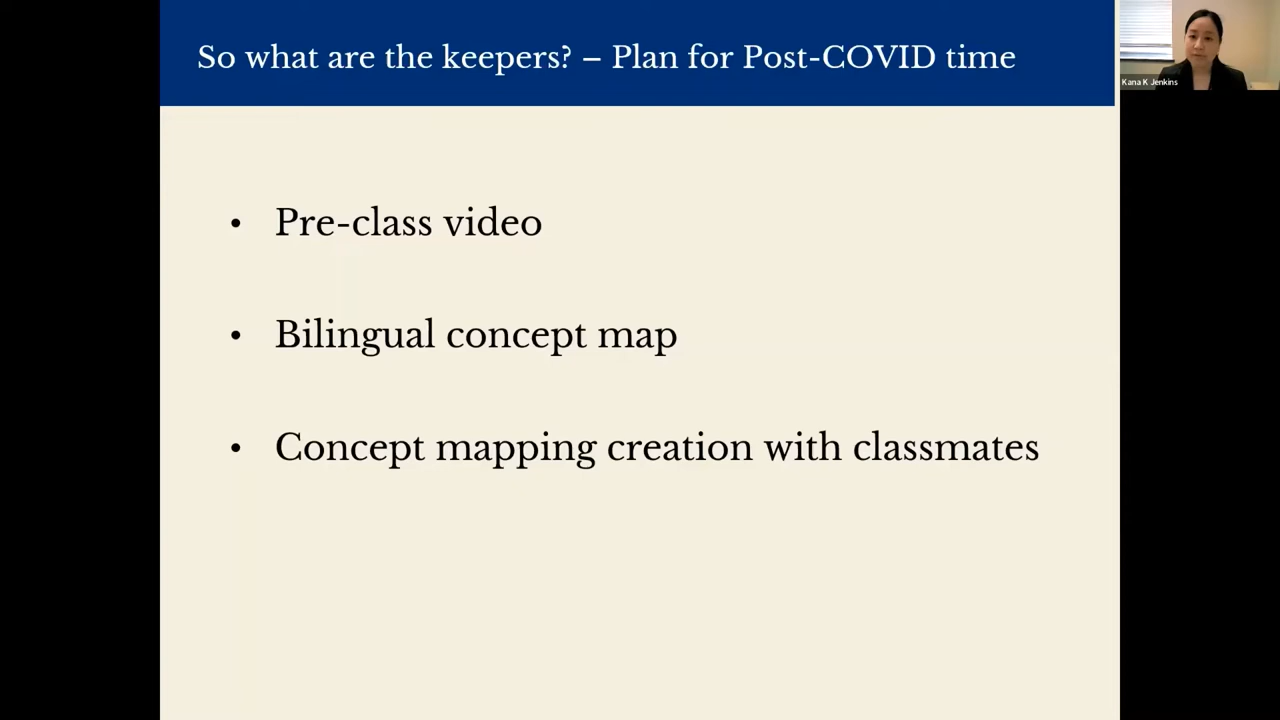 So what are the keepers? – Plan for Post-COVID time
Kana K Jenkins
• Pre-class video
• Bilingual concept map
• Concept mapping creation with classmates